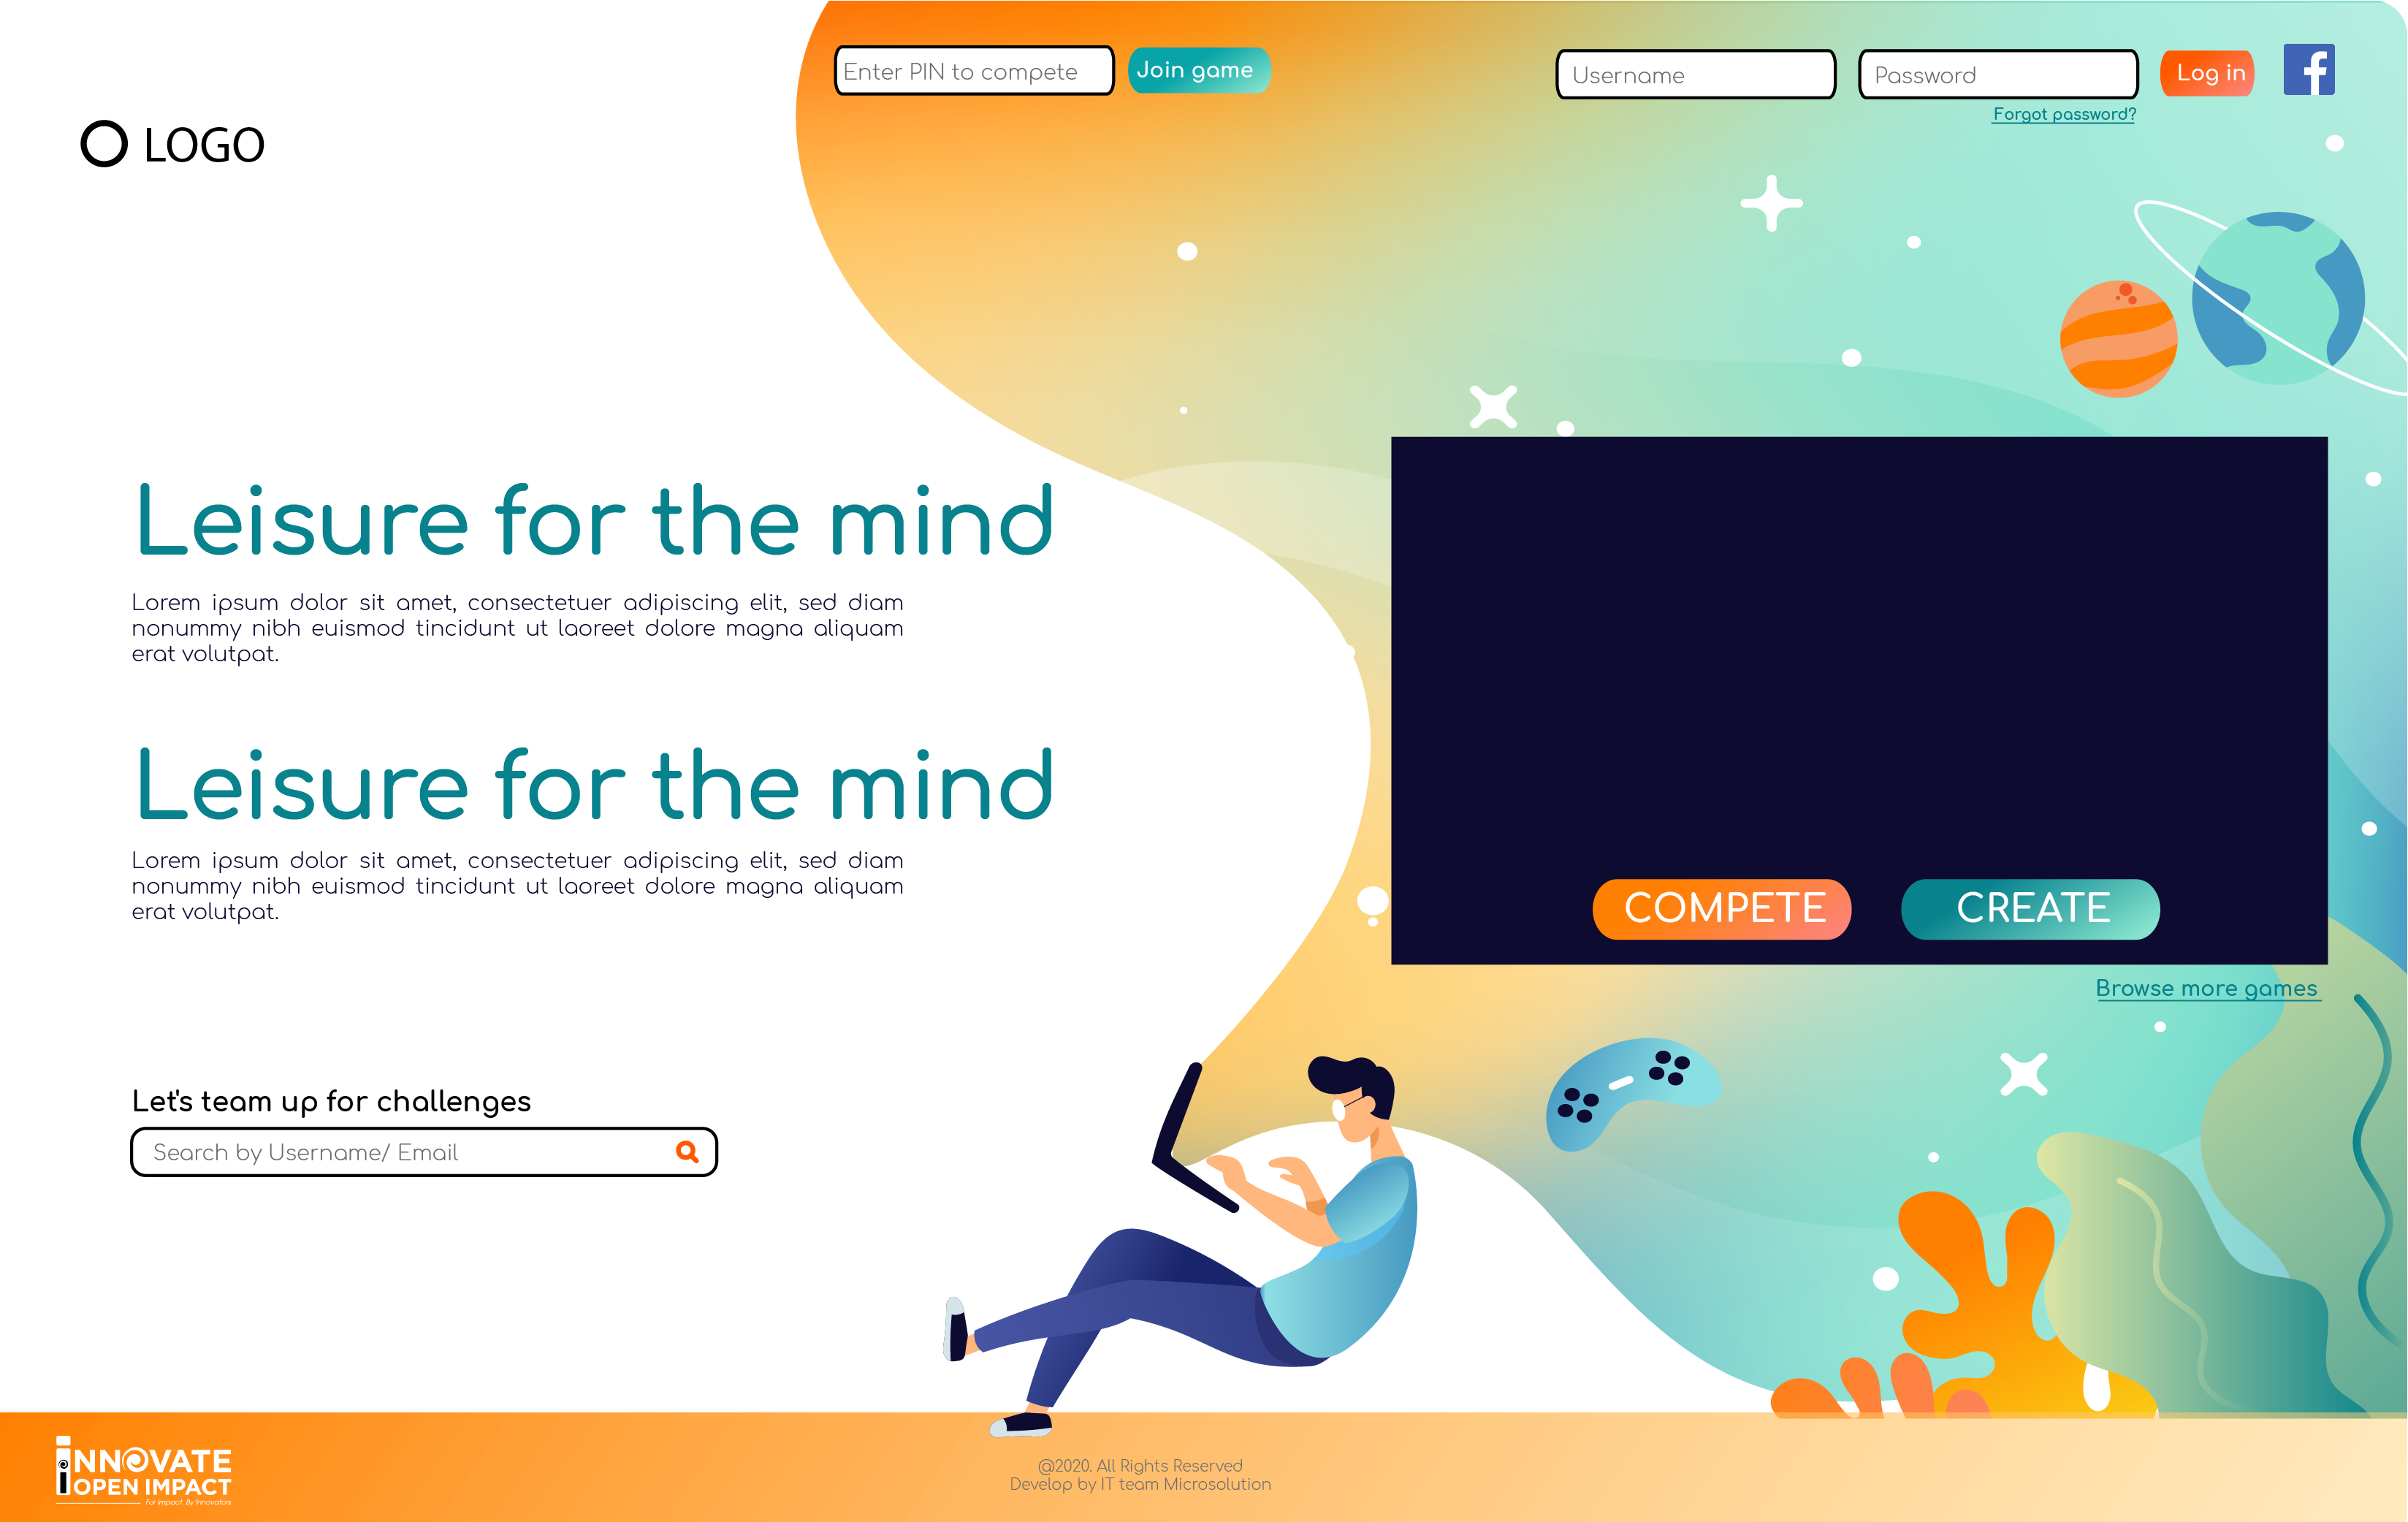 Enter PIN to compete
Join game
Username
Password
Log in
f
Forgot password?
LOGO
Leisure for the mind
Lorem ipsum dolor sit amet, consectetuer adipiscing elit, sed diam
nonummy nibh euismod tincidunt ut laoreet dolore magna aliquam
erat volutpat.
Leisure for the mind
Lorem ipsum dolor sit amet, consectetuer adipiscing elit, sed diam
nonummy nibh euismod tincidunt ut laoreet dolore magna aliquam
erat volutpat.
COMPETE
CREATE
Browse more games
Let's team up for challenges
Search by Username/ Email
iNNOVATE
OPEN IMPACT
For Impact. By Innovators
@2020. All Rights Reserved
Develop by IT team Microsolution